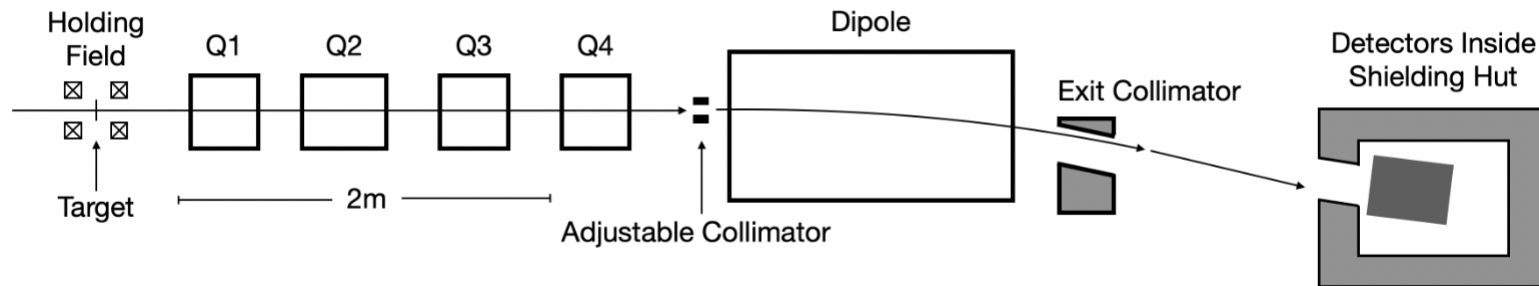 Holding
Field
Q1
Q2
Q3
Q4
Dipole
Detectors Inside
Shielding Hut
Exit Collimator
Target
2m
Adjustable Collimator